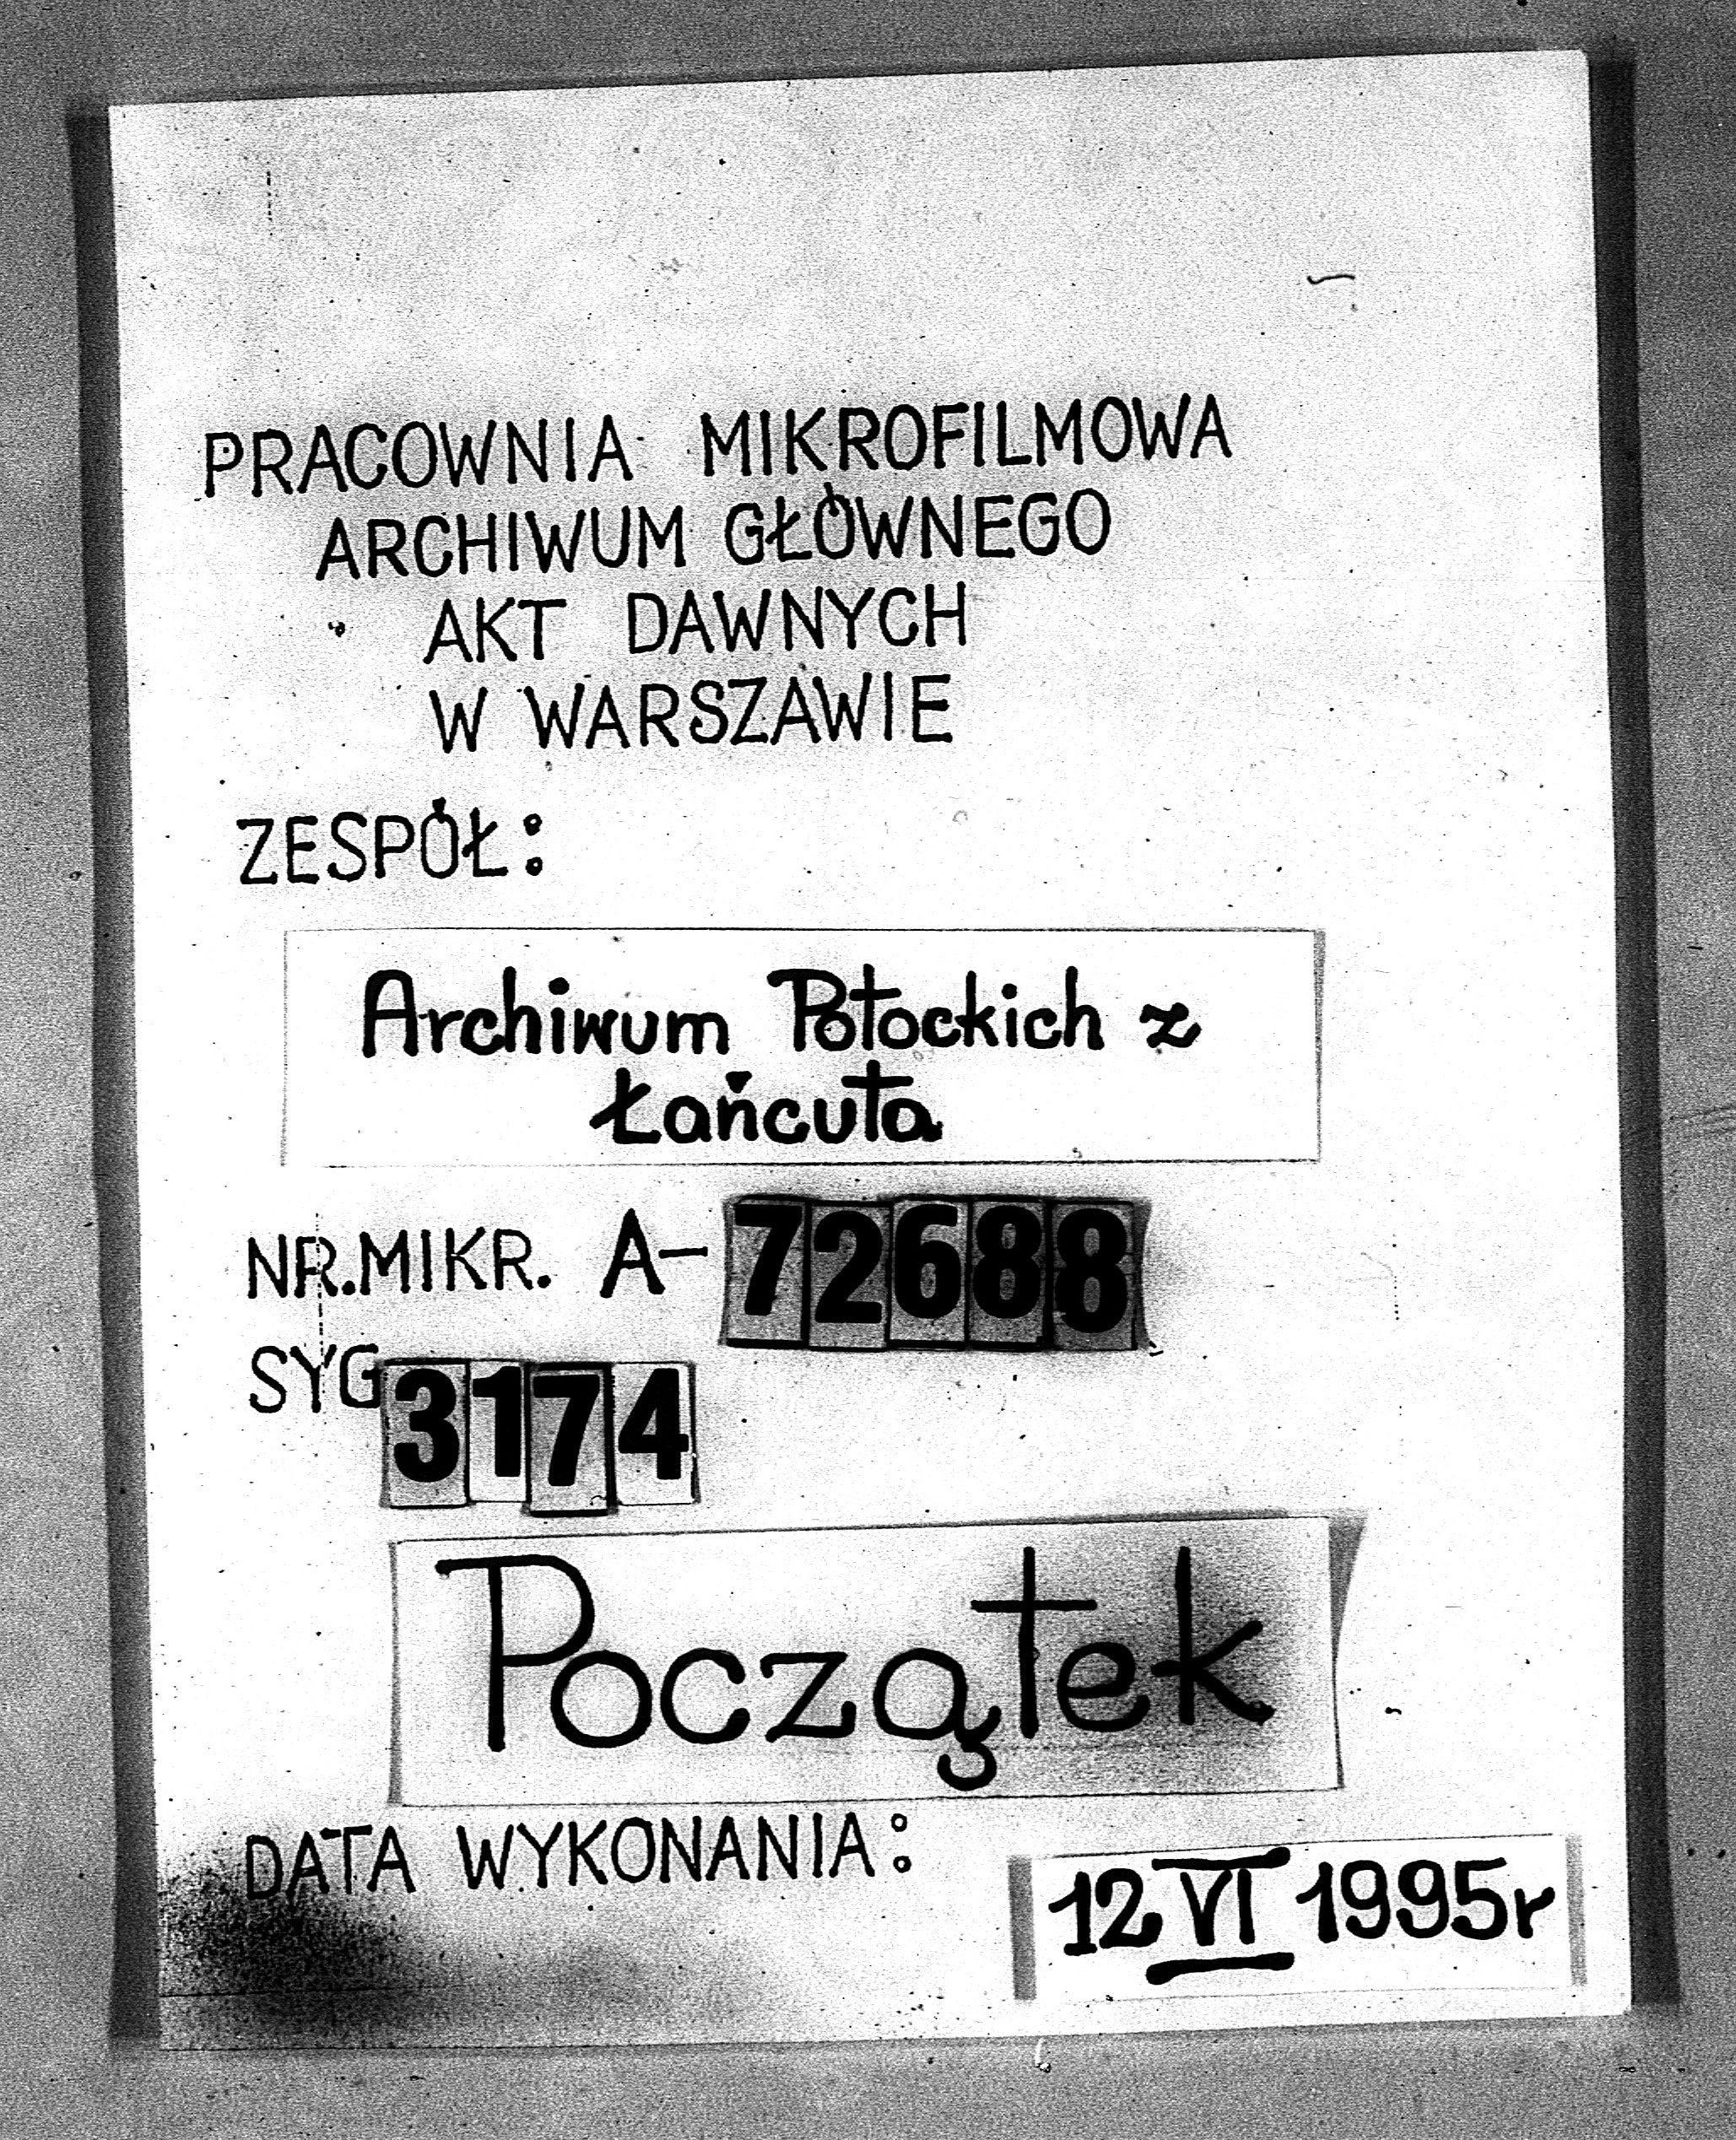 PRACOWNIA MIKROFILMOWA
ARCHIWUM GŁÓWNEGO
AKT DAWNYCH
W WARSZAWIE
ZESPÓŁ:
Archiwum Potockich z
Łańcuta
NR.MIKR. A-72688
SYG 3174
Początek
DATA WYKONANIA:
12 VI 1995r